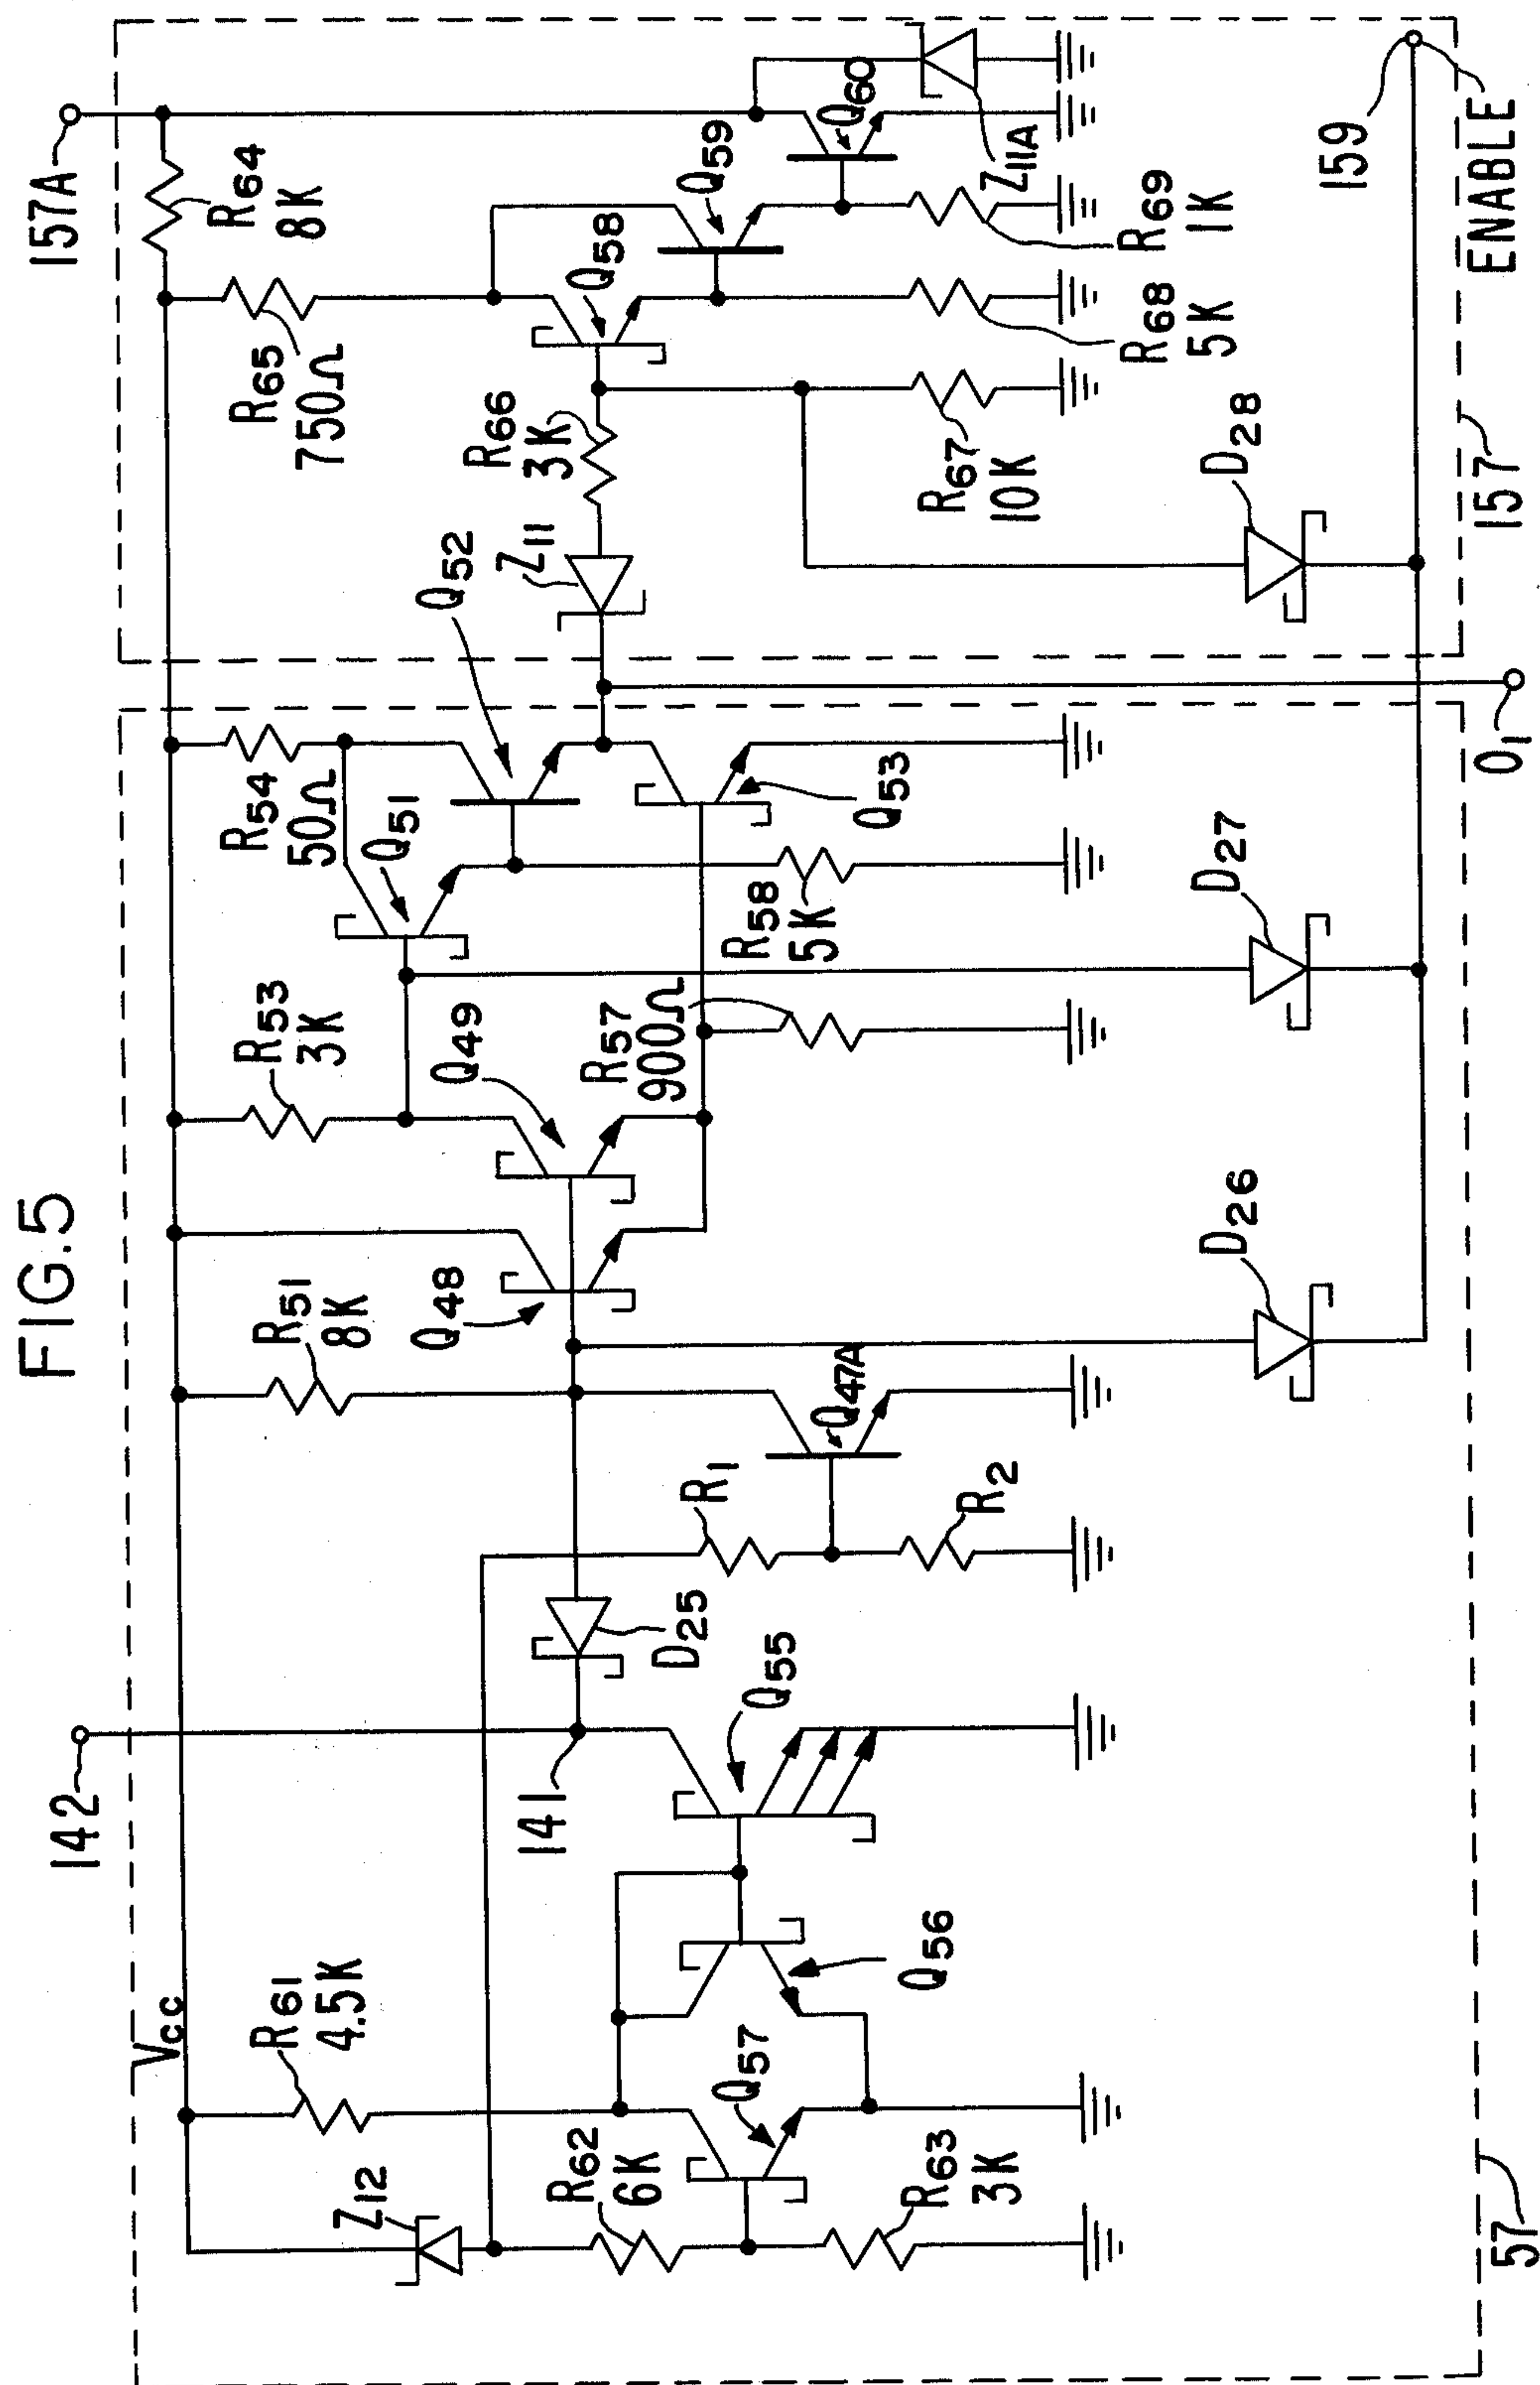 FIG.5
157A
R64
8K
R65
750Ω
Q58
Q59
Q60
Z11A
R69
1K
R68
5K
R67
10K
R66
3K
Z11
D28
159
ENABLE
157
Q52
R54
50Ω
Q51
Q53
R58
5K
D27
O1
R53
3K
Q49
R57
900Ω
R51
8K
Q48
Q47A
D26
R1
R2
D25
Q55
142
141
Vcc
R61
4.5K
Q56
Q57
Z12
R62
6K
R63
3K
57